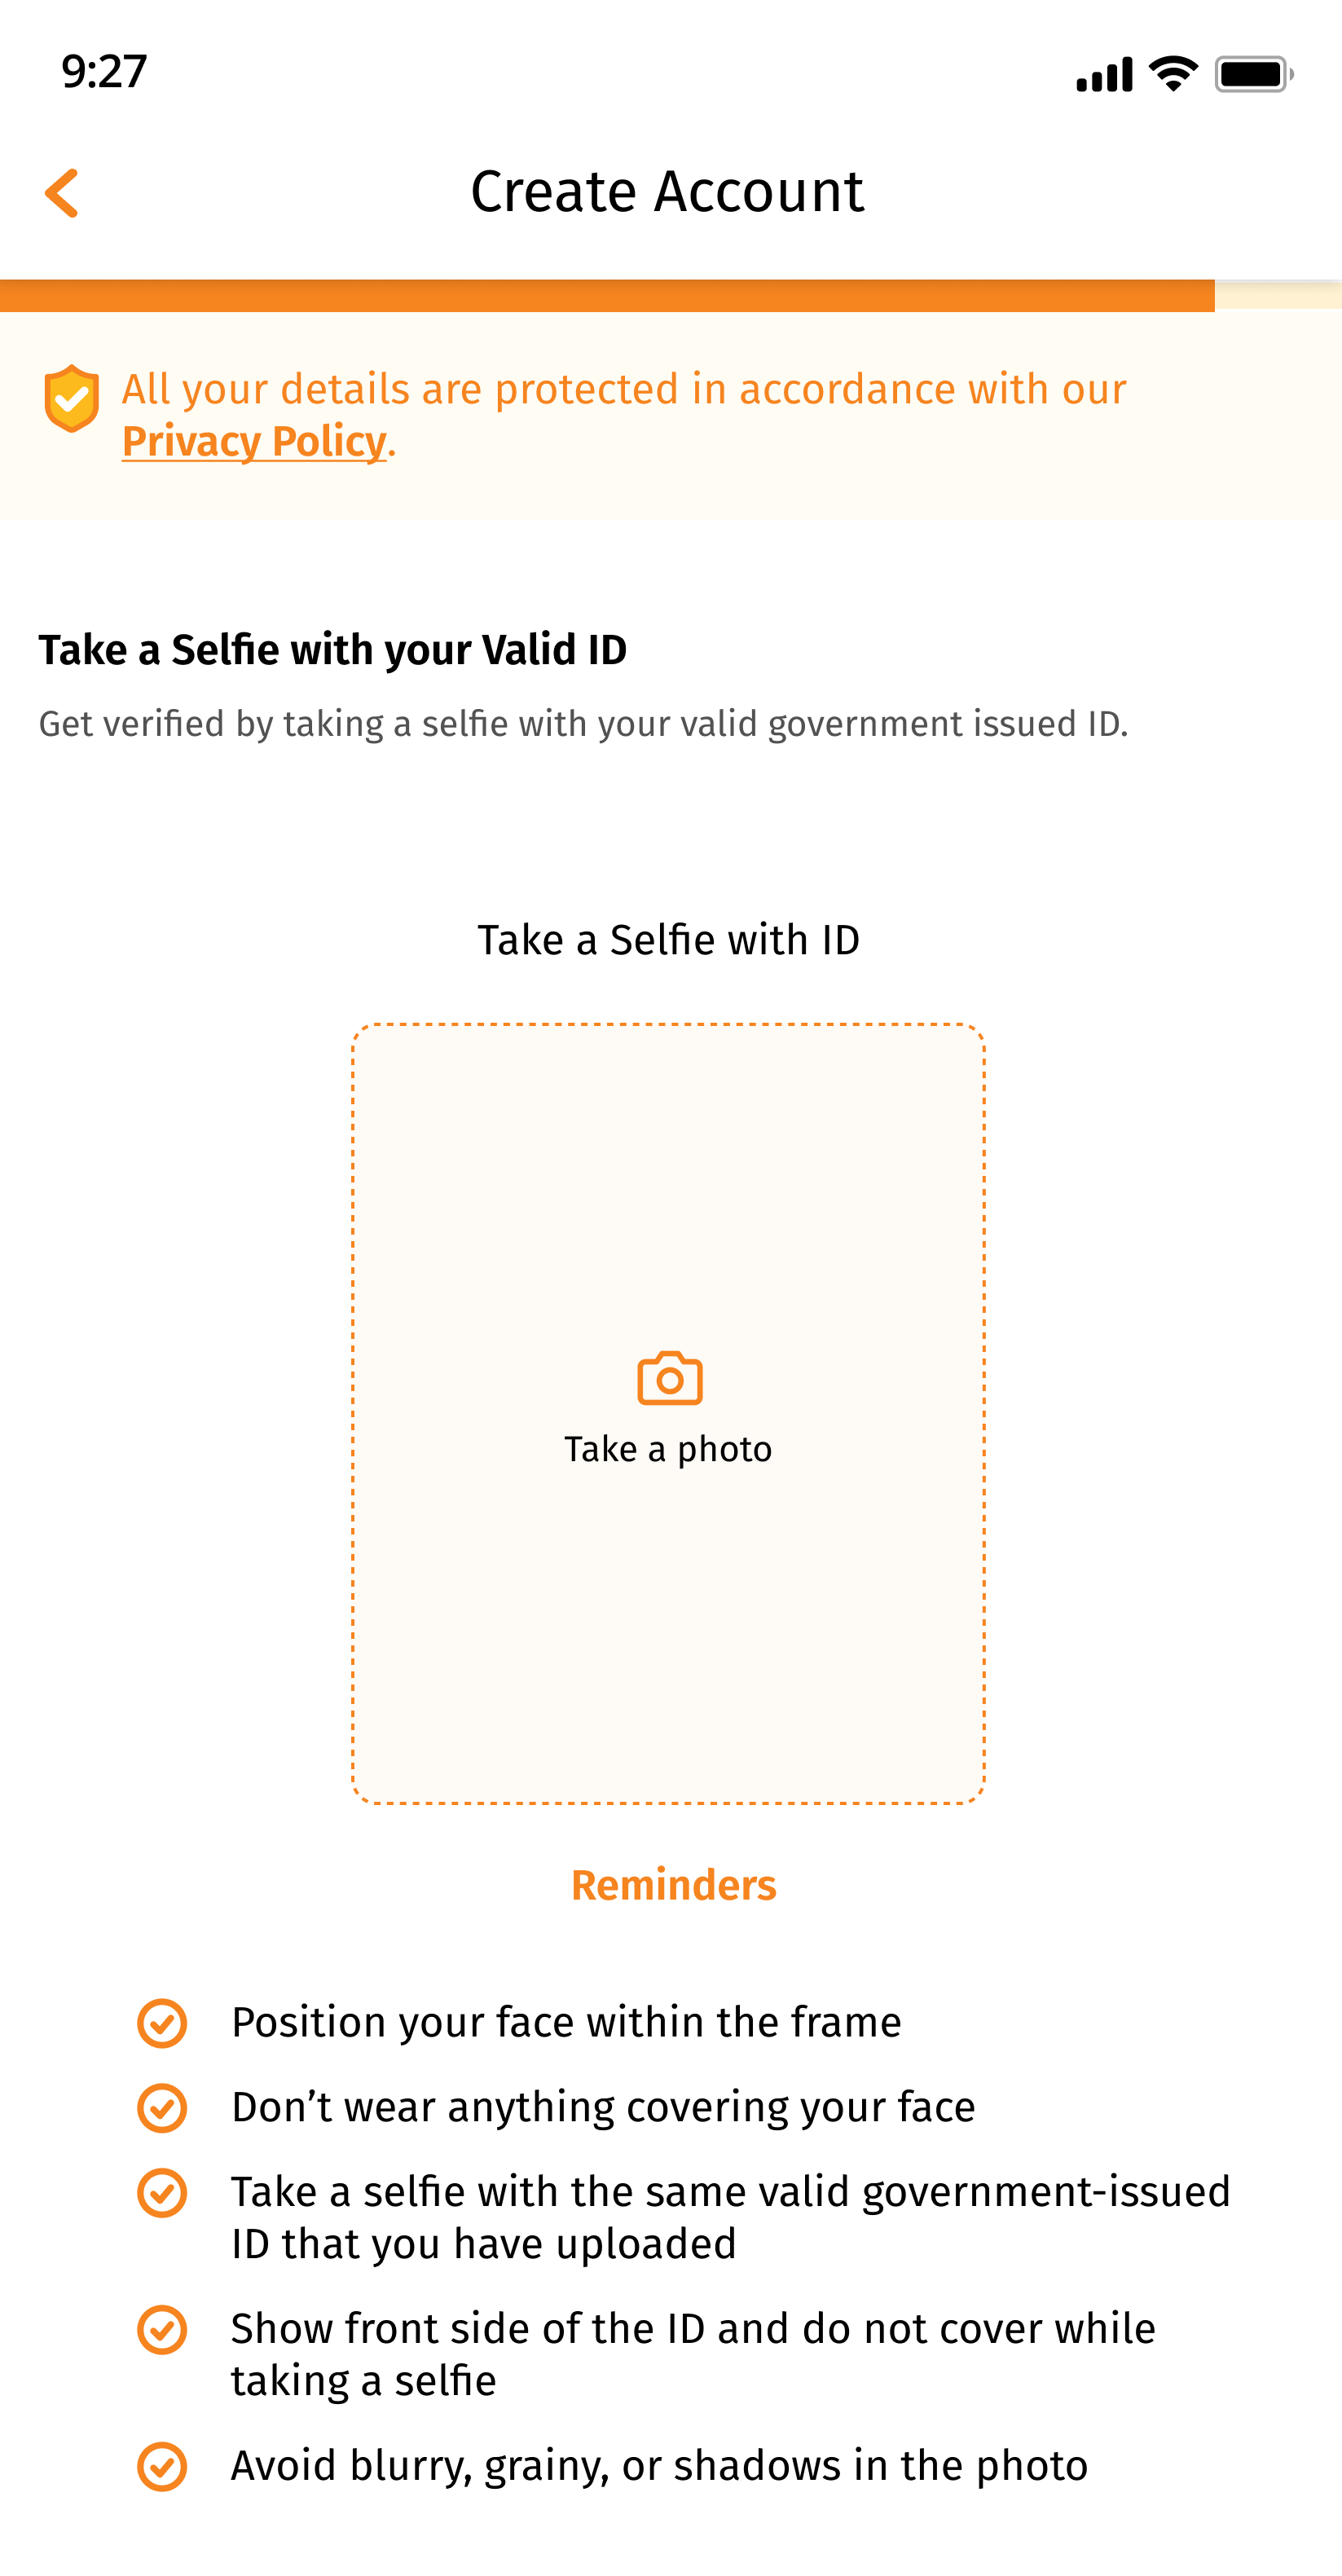 9:27
Create Account
All your details are protected in accordance with our
Privacy Policy.
Take a Selfie with your Valid ID
Get verified by taking a selfie with your valid government issued ID.
Take a Selfie with ID
Take a photo
Reminders
Position your face within the frame
Don’t wear anything covering your face
Take a selfie with the same valid government-issued
ID that you have uploaded
Show front side of the ID and do not cover while
taking a selfie
Avoid blurry, grainy, or shadows in the photo